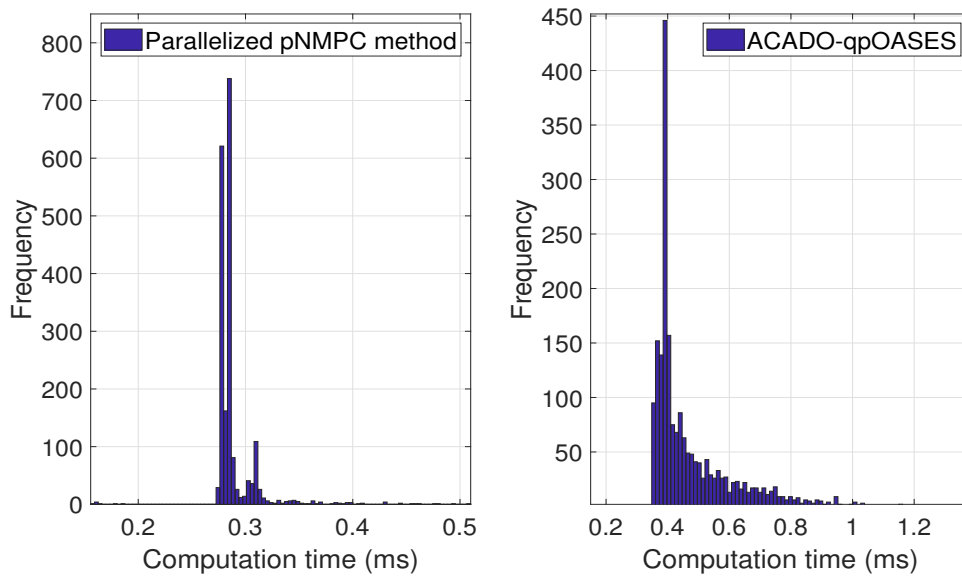 Parallelized pNMPC method
800
700
600
500
400
300
200
100
0
Frequency
0.2 0.3 0.4 0.5
Computation time (ms)
ACADO-qpOASES
450
400
350
300
250
200
150
100
50
Frequency
0.2 0.4 0.6 0.8 1 1.2
Computation time (ms)